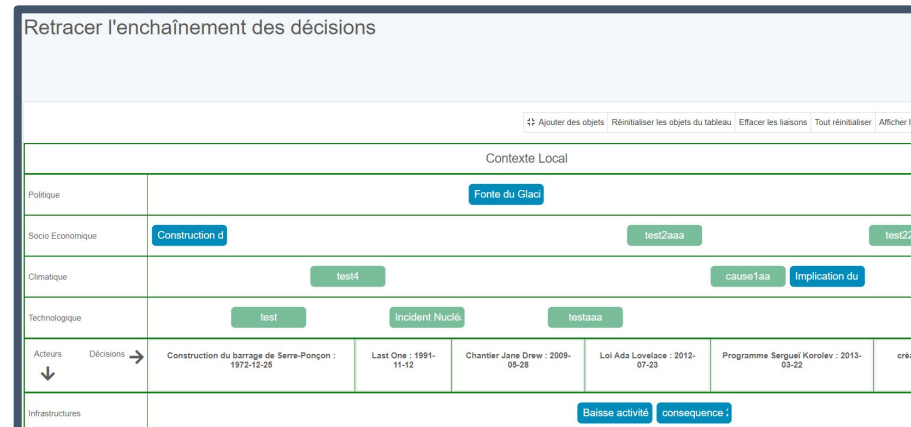 Retracer l'enchaînement des décisions
Ajouter des objets Réinitialiser les objets du tableau Effacer les liaisons Tout réinitialiser Afficher l
Contexte Local
Politique
Fonte du Glaci
Socio Economique
Construction d
test2aaa
test22
Climatique
test4
cause1aa
Implication du
Technologique
test
Incident Nuclé
testaaa
Acteurs
Décisions
Construction du barrage de Serre-Ponçon :
1972-12-25
Last One : 1991-
11-12
Chantier Jane Drew : 2009-
05-28
Loi Ada Lovelace : 2012-
07-23
Programme Sergueï Korolev : 2013-
03-22
cré
Infrastructures
Baisse activité
consequence 2